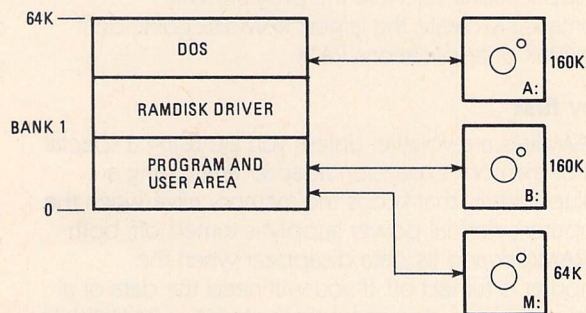 64K
DOS
160K
A:
RAMDISK DRIVER
BANK 1
160K
B:
PROGRAM AND
USER AREA
0
64K
M: